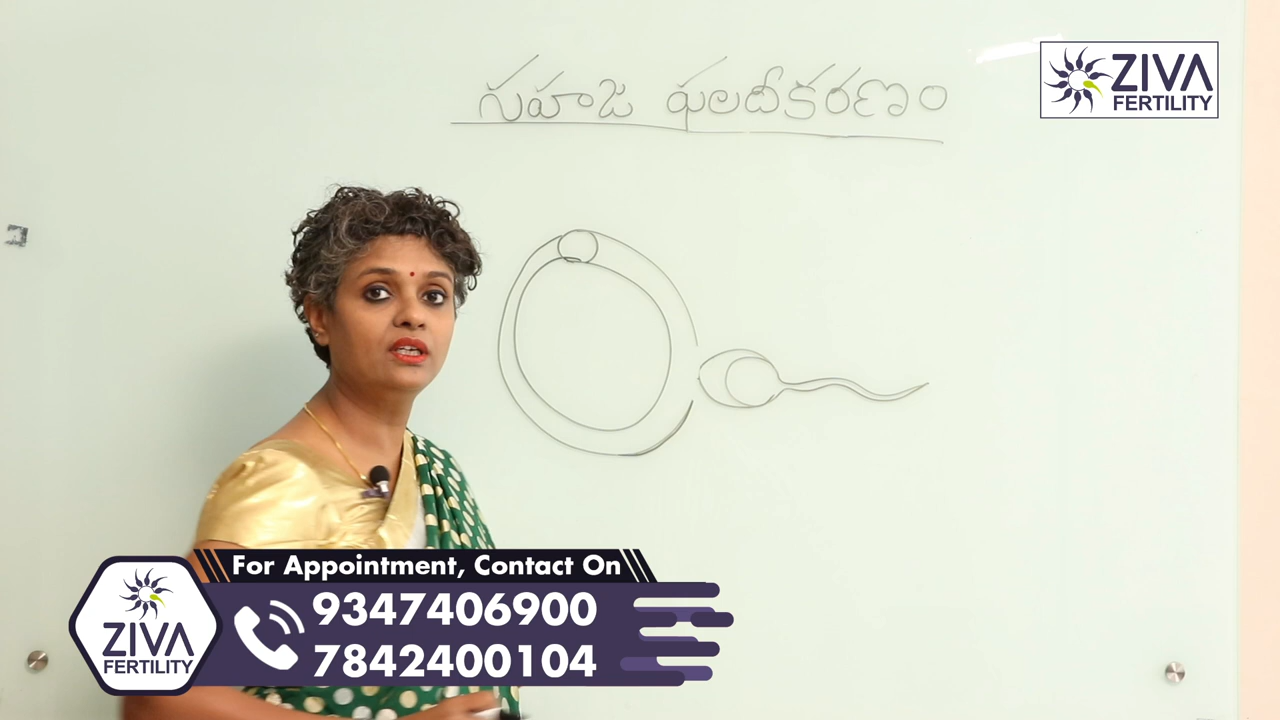 సహజ ఫలదీకరణం
ZIVA
FERTILITY
For Appointment, Contact On
9347406900
7842400104
ZIVA
FERTILITY